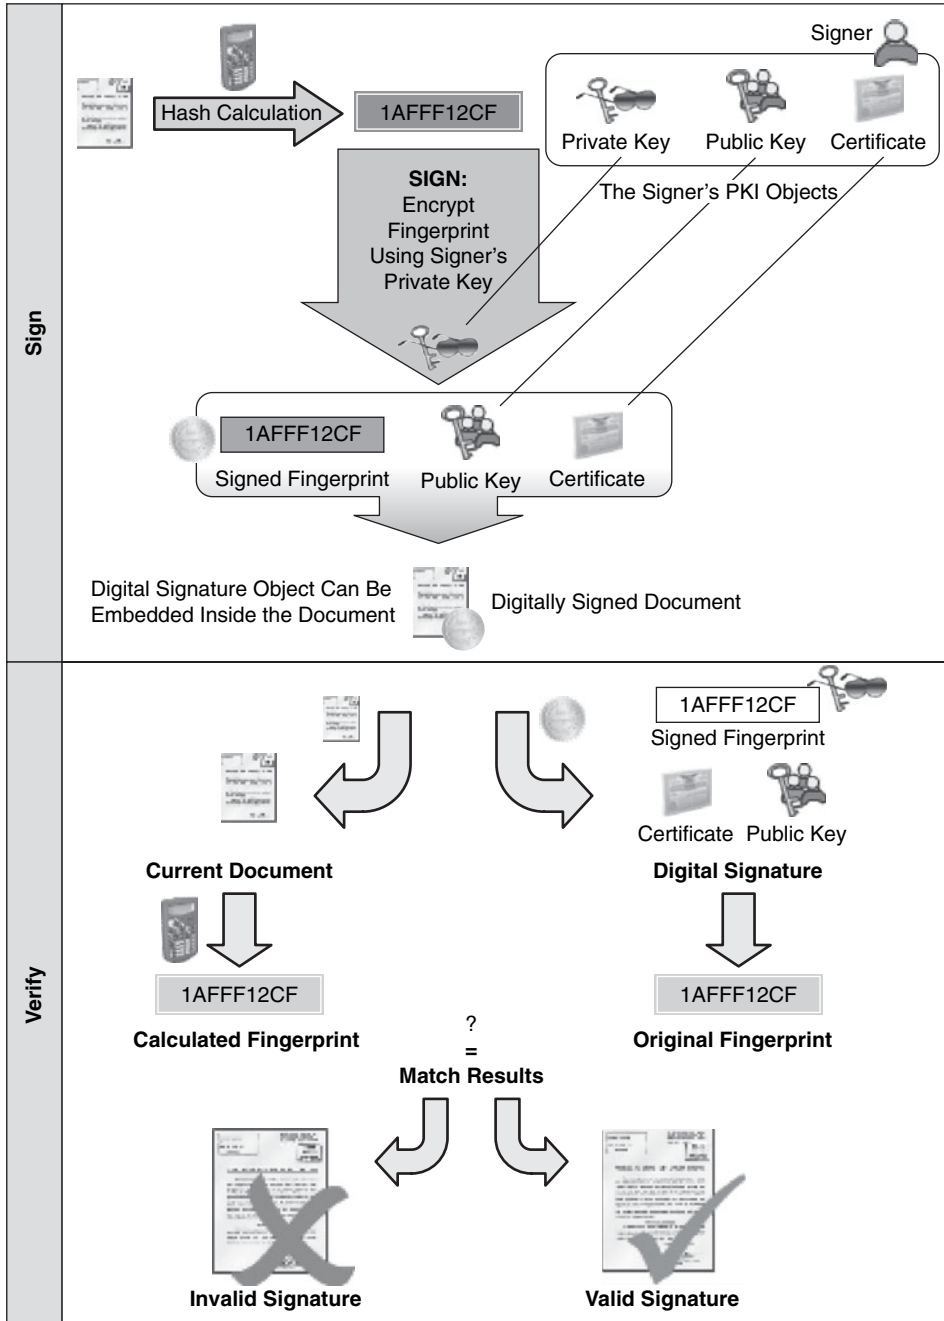 Sign
Signer
Hash Calculation
1AFFF12CF
Private Key
Public Key
Certificate
The Signer's PKI Objects
SIGN:
Encrypt
Fingerprint
Using Signer's
Private Key
1AFFF12CF
Signed Fingerprint
Public Key
Certificate
Digital Signature Object Can Be
Embedded Inside the Document
Digitally Signed Document
Verify
1AFFF12CF
Signed Fingerprint
Certificate
Public Key
Current Document
Digital Signature
1AFFF12CF
Calculated Fingerprint
1AFFF12CF
Original Fingerprint
?
=
Match Results
Invalid Signature
Valid Signature